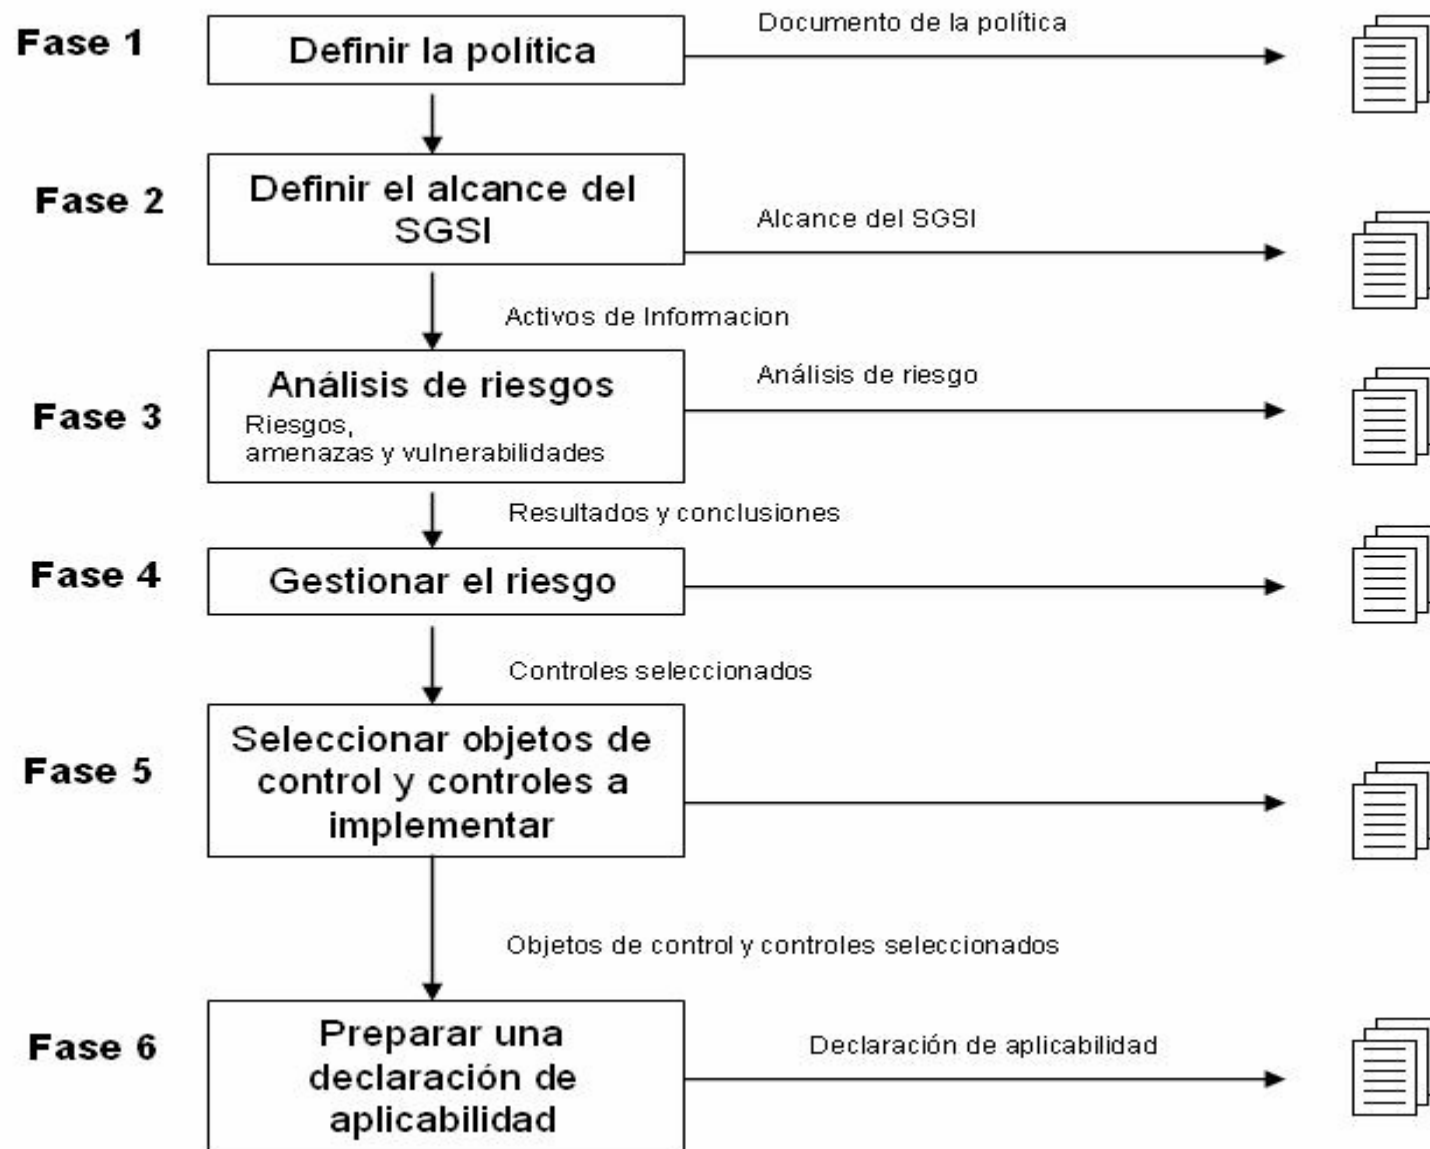 Fase 1
Definir la política
Documento de la política
Fase 2
Definir el alcance del
SGSI
Alcance del SGSI
Activos de Informacion
Fase 3
Análisis de riesgos
Riesgos,
amenazas y vulnerabilidades
Análisis de riesgo
Resultados y conclusiones
Fase 4
Gestionar el riesgo
Controles seleccionados
Fase 5
Seleccionar objetos de
control y controles a
implementar
Objetos de control y controles seleccionados
Fase 6
Preparar una
declaración de
aplicabilidad
Declaración de aplicabilidad